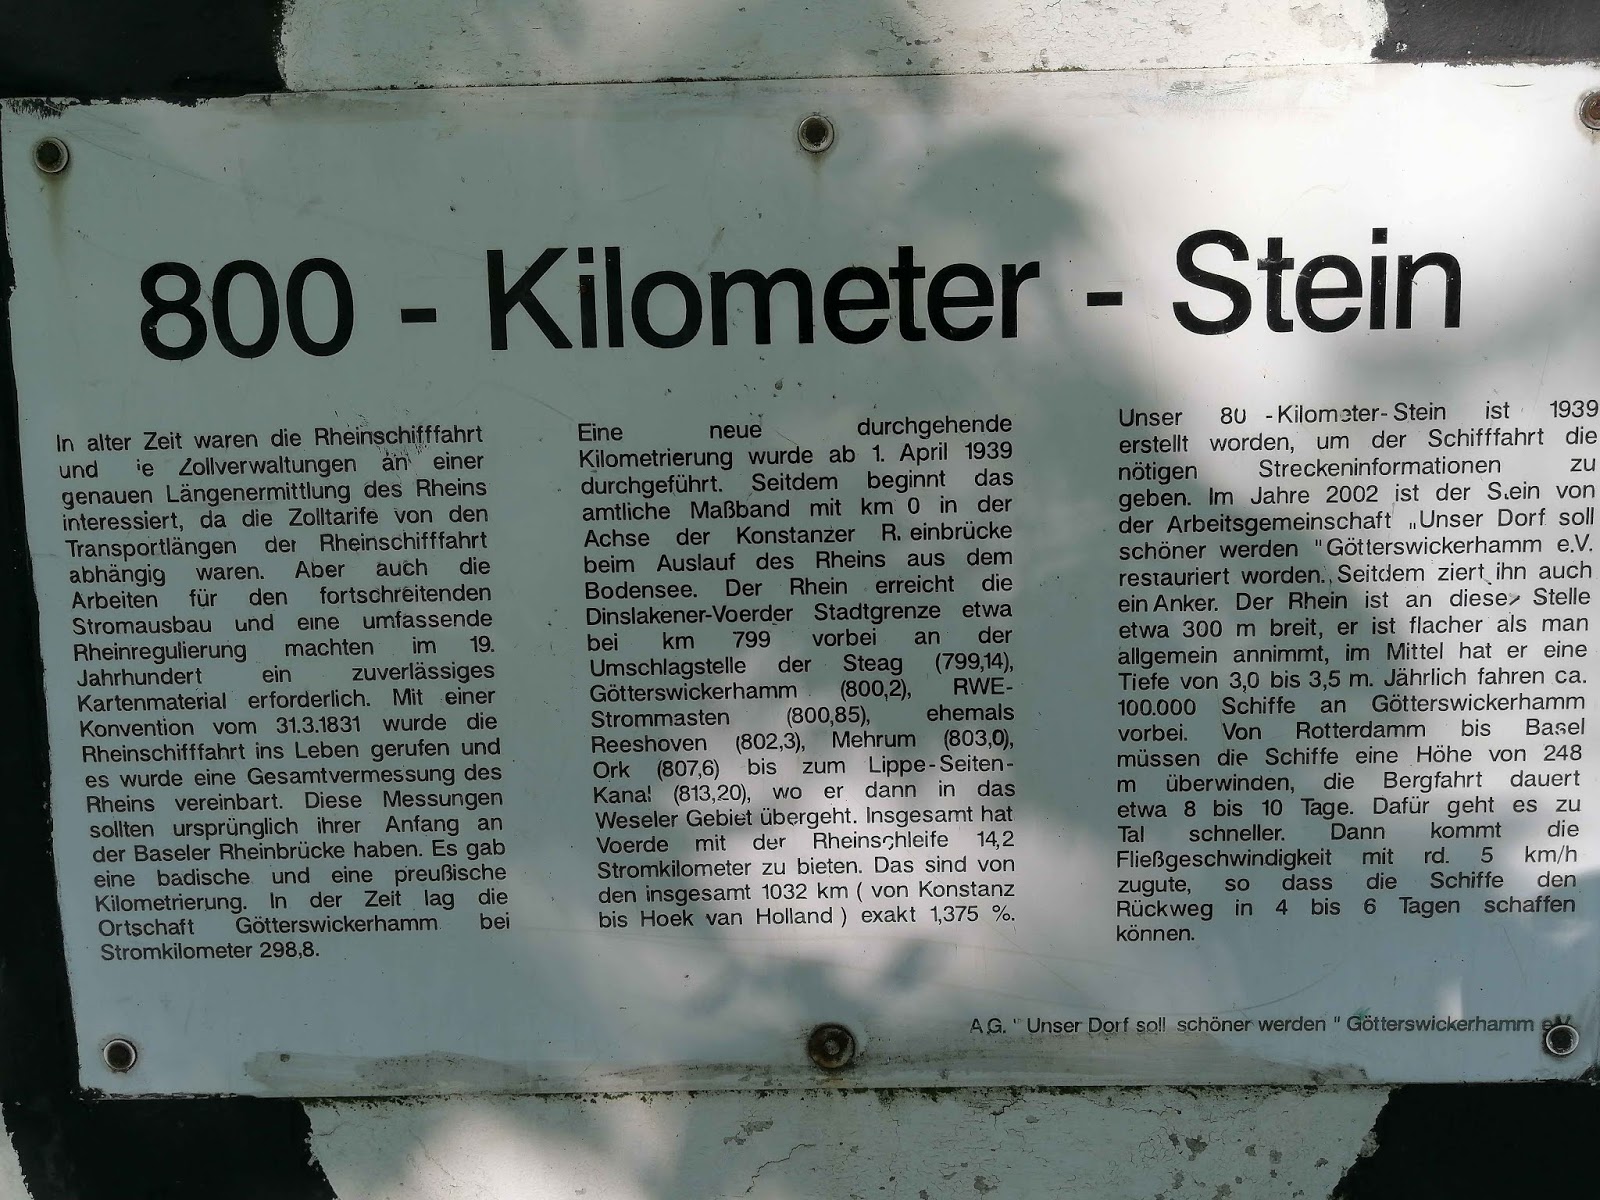 800 - Kilometer - Stein
In alter Zeit waren die Rheinschifffahrt
und ie Zollverwaltungen an einer
genauen Längenermittlung des Rheins
interessiert, da die Zolltarife von den
Transportlängen der Rheinschifffahrt
abhängig waren. Aber auch die
Arbeiten für den fortschreitenden
Stromausbau und eine umfassende
Rheinregulierung machten im 19.
Jahrhundert ein zuverlässiges
Kartenmaterial erforderlich. Mit einer
Konvention vom 31.3.1831 wurde die
Rheinschifffahrt ins Leben gerufen und
es wurde eine Gesamtvermessung des
Rheins vereinbart. Diese Messungen
sollten ursprünglich ihrer Anfang an
der Baseler Rheinbrücke haben. Es gab
eine badische und eine preußische
Kilometrierung. In der Zeit lag die
Ortschaft Götterswickerhamm bei
Stromkilometer 298,8.
Eine neue durchgehende
Kilometrierung wurde ab 1. April 1939
durchgeführt. Seitdem beginnt das
amtliche Maßband mit km 0 in der
Achse der Konstanzer R.einbrücke
beim Auslauf des Rheins aus dem
Bodensee. Der Rhein erreicht die
Dinslakener-Voerder Stadtgrenze etwa
bei km 799 vorbei an der
Umschlagstelle der Steag (799,14),
Götterswickerhamm (800,2), RWE-
Strommasten (800,85), ehemals
Reeshoven (802,3), Mehrum (803,0),
Ork (807,6) bis zum Lippe-Seiten-
Kanal (813,20), wo er dann in das
Weseler Gebiet übergeht. Insgesamt hat
Voerde mit der Rheinschleife 14,2
Stromkilometer zu bieten. Das sind von
den insgesamt 1032 km ( von Konstanz
bis Hoek van Holland ) exakt 1,375 %.
Unser 80 -Kilometer-Stein ist 1939
erstellt worden, um der Schifffahrt die
nötigen Streckeninformationen zu
geben. Im Jahre 2002 ist der Stein von
der Arbeitsgemeinschaft „Unser Dorf soll
schöner werden "Götterswickerhamm e.V.
restauriert worden. Seitdem ziert ihn auch
ein Anker. Der Rhein ist an dieser Stelle
etwa 300 m breit, er ist flacher als man
allgemein annimmt, im Mittel hat er eine
Tiefe von 3,0 bis 3,5 m. Jährlich fahren ca.
100.000 Schiffe an Götterswickerhamm
vorbei. Von Rotterdamm bis Basel
müssen die Schiffe eine Höhe von 248
m überwinden, die Bergfahrt dauert
etwa 8 bis 10 Tage. Dafür geht es zu
Tal schneller. Dann kommt die
Fließgeschwindigkeit mit rd. 5 km/h
zugute, so dass die Schiffe den
Rückweg in 4 bis 6 Tagen schaffen
können.
A.G. " Unser Dorf soll schöner werden " Götterswickerhamm e.V.